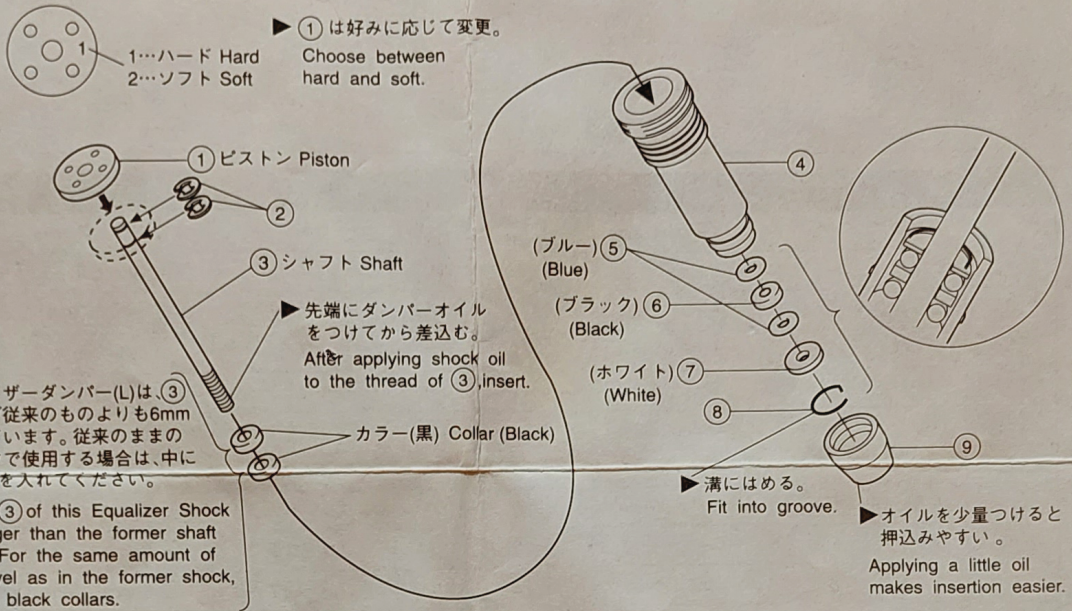 1
1…ハード Hard
2…ソフト Soft
▶ ①は好みに応じて変更。
Choose between
hard and soft.
①ピストン Piston
②
③シャフト Shaft
▶先端にダンパーオイル
をつけてから差込む。
After applying shock oil
to the thread of ③,insert.
カラー(黒) Collar (Black)
ザーダンパー(L)は、③
従来のものよりも6mm
います。従来のままの
で使用する場合は、中に
を入れてください。
③of this Equalizer Shock
ger than the former shaft
For the same amount of
vel as in the former shock,
black collars.
④
(ブルー)⑤
(Blue)
(ブラック)⑥
(Black)
(ホワイト)⑦
(White)
⑧
⑨
▶溝にはめる。
Fit into groove.
▶オイルを少量つけると
押込みやすい。
Applying a little oil
makes insertion easier.